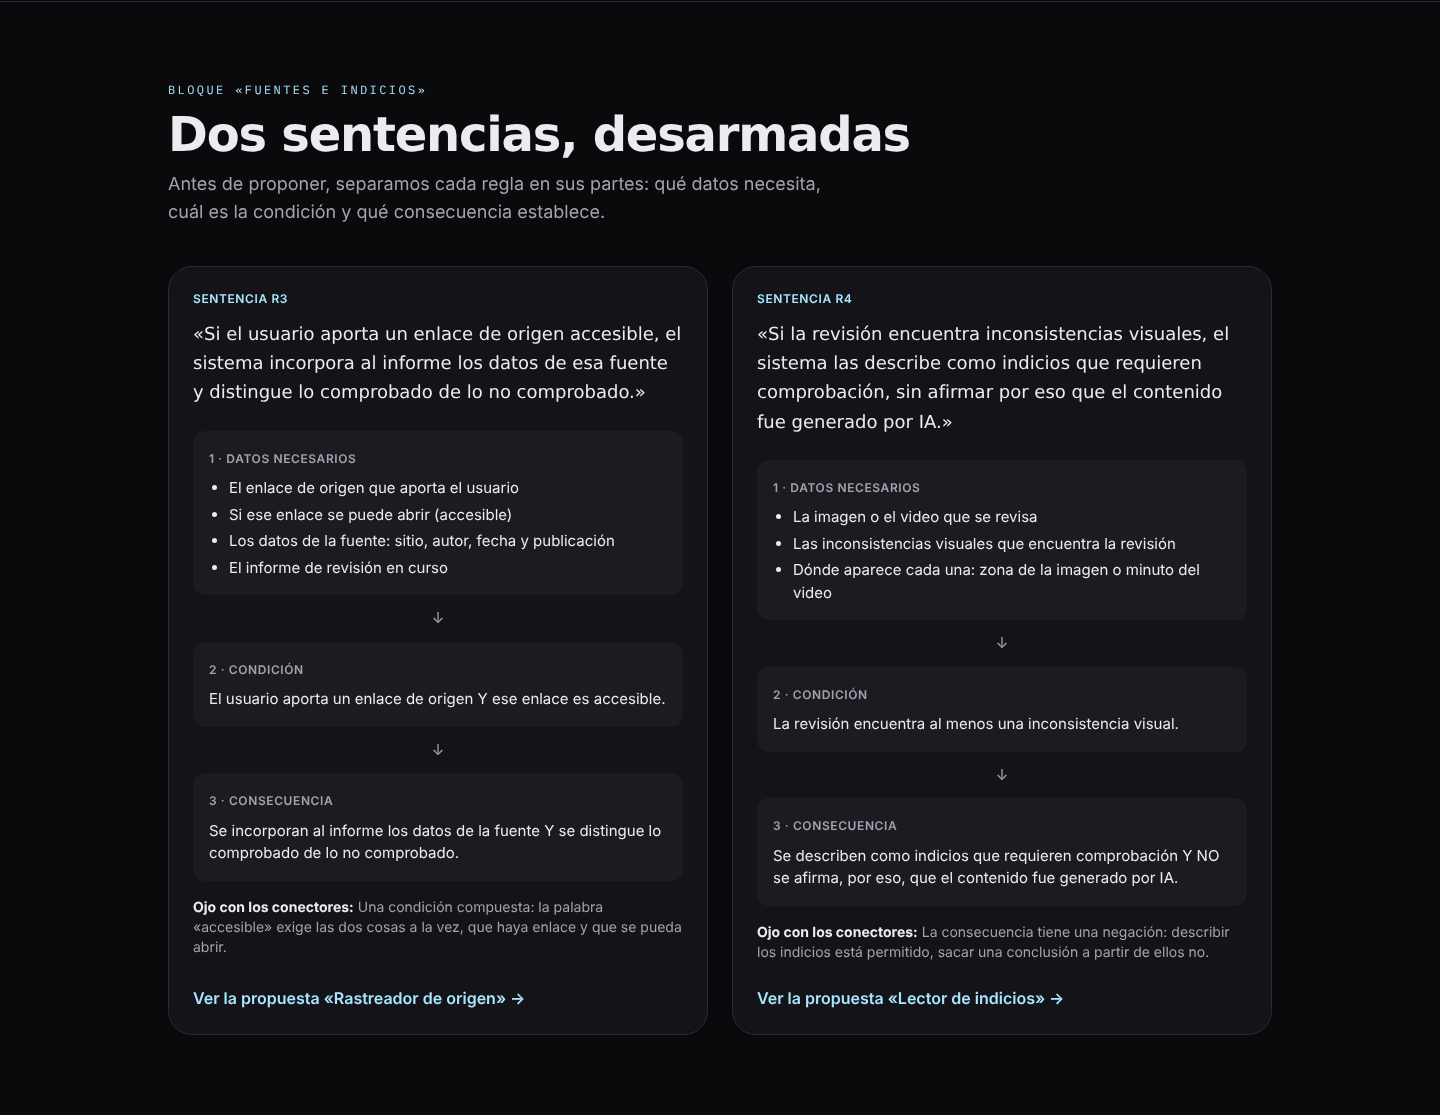 BLOQUE «FUENTES E INDICIOS»
Dos sentencias, desarmadas
Antes de proponer, separamos cada regla en sus partes: qué datos necesita,
cuál es la condición y qué consecuencia establece.
SENTENCIA R3
«Si el usuario aporta un enlace de origen accesible, el
sistema incorpora al informe los datos de esa fuente
y distingue lo comprobado de lo no comprobado.»
1 · DATOS NECESARIOS
• El enlace de origen que aporta el usuario
• Si ese enlace se puede abrir (accesible)
• Los datos de la fuente: sitio, autor, fecha y publicación
• El informe de revisión en curso
↓
2 · CONDICIÓN
El usuario aporta un enlace de origen Y ese enlace es accesible.
↓
3 · CONSECUENCIA
Se incorporan al informe los datos de la fuente Y se distingue lo
comprobado de lo no comprobado.
Ojo con los conectores: Una condición compuesta: la palabra
«accesible» exige las dos cosas a la vez, que haya enlace y que se pueda
abrir.
Ver la propuesta «Rastreador de origen» →
SENTENCIA R4
«Si la revisión encuentra inconsistencias visuales, el
sistema las describe como indicios que requieren
comprobación, sin afirmar por eso que el contenido
fue generado por IA.»
1 · DATOS NECESARIOS
• La imagen o el video que se revisa
• Las inconsistencias visuales que encuentra la revisión
• Dónde aparece cada una: zona de la imagen o minuto del
video
↓
2 · CONDICIÓN
La revisión encuentra al menos una inconsistencia visual.
↓
3 · CONSECUENCIA
Se describen como indicios que requieren comprobación Y NO
se afirma, por eso, que el contenido fue generado por IA.
Ojo con los conectores: La consecuencia tiene una negación: describir
los indicios está permitido, sacar una conclusión a partir de ellos no.
Ver la propuesta «Lector de indicios» →